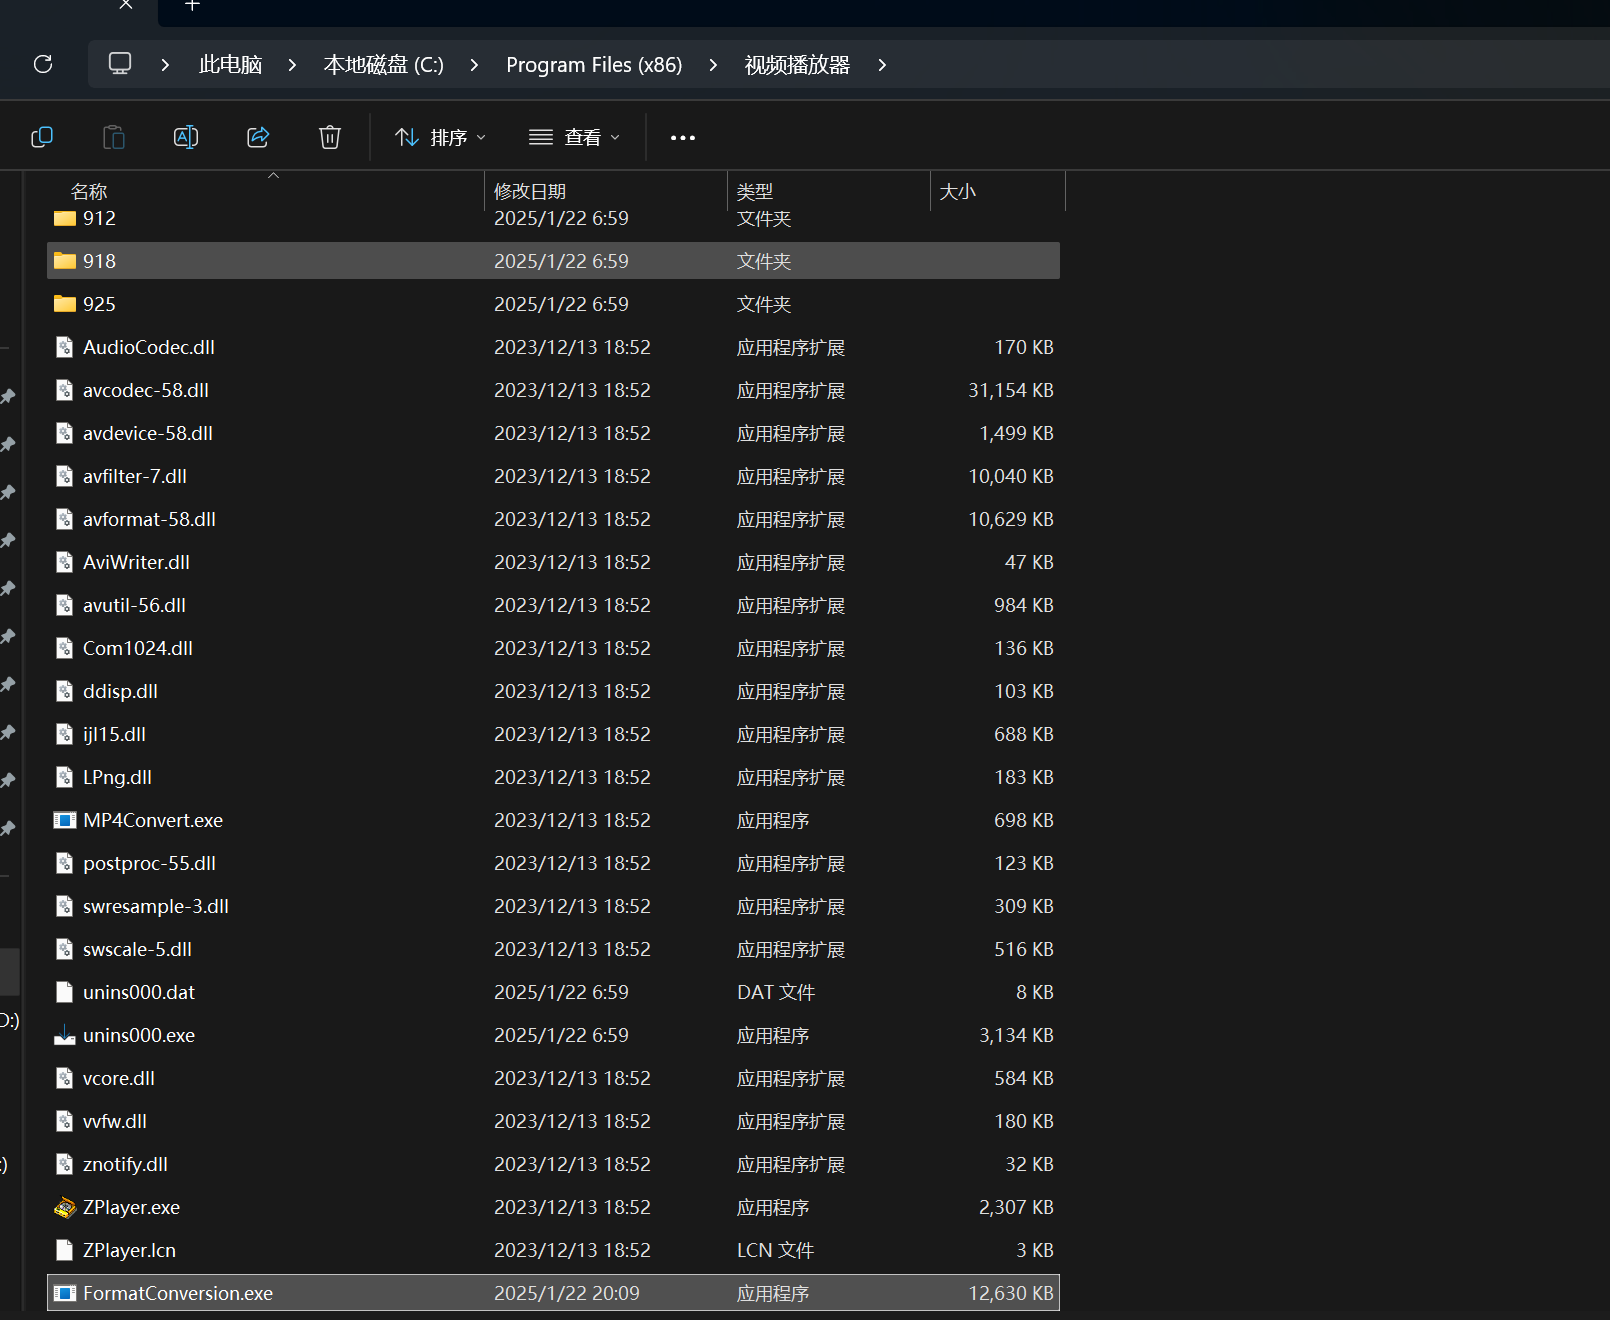 此电脑 本地磁盘 (C:) Program Files (x86) 视频播放器
排序 查看
名称 修改日期 类型 大小
912 2025/1/22 6:59 文件夹
918 2025/1/22 6:59 文件夹
925 2025/1/22 6:59 文件夹
AudioCodec.dll 2023/12/13 18:52 应用程序扩展 170 KB
avcodec-58.dll 2023/12/13 18:52 应用程序扩展 31,154 KB
avdevice-58.dll 2023/12/13 18:52 应用程序扩展 1,499 KB
avfilter-7.dll 2023/12/13 18:52 应用程序扩展 10,040 KB
avformat-58.dll 2023/12/13 18:52 应用程序扩展 10,629 KB
AviWriter.dll 2023/12/13 18:52 应用程序扩展 47 KB
avutil-56.dll 2023/12/13 18:52 应用程序扩展 984 KB
Com1024.dll 2023/12/13 18:52 应用程序扩展 136 KB
ddisp.dll 2023/12/13 18:52 应用程序扩展 103 KB
ijl15.dll 2023/12/13 18:52 应用程序扩展 688 KB
LPng.dll 2023/12/13 18:52 应用程序扩展 183 KB
MP4Convert.exe 2023/12/13 18:52 应用程序 698 KB
postproc-55.dll 2023/12/13 18:52 应用程序扩展 123 KB
swresample-3.dll 2023/12/13 18:52 应用程序扩展 309 KB
swscale-5.dll 2023/12/13 18:52 应用程序扩展 516 KB
unins000.dat 2025/1/22 6:59 DAT 文件 8 KB
D:)
unins000.exe 2025/1/22 6:59 应用程序 3,134 KB
vcore.dll 2023/12/13 18:52 应用程序扩展 584 KB
vvfw.dll 2023/12/13 18:52 应用程序扩展 180 KB
:) znotify.dll 2023/12/13 18:52 应用程序扩展 32 KB
ZPlayer.exe 2023/12/13 18:52 应用程序 2,307 KB
ZPlayer.lcn 2023/12/13 18:52 LCN 文件 3 KB
FormatConversion.exe 2025/1/22 20:09 应用程序 12,630 KB